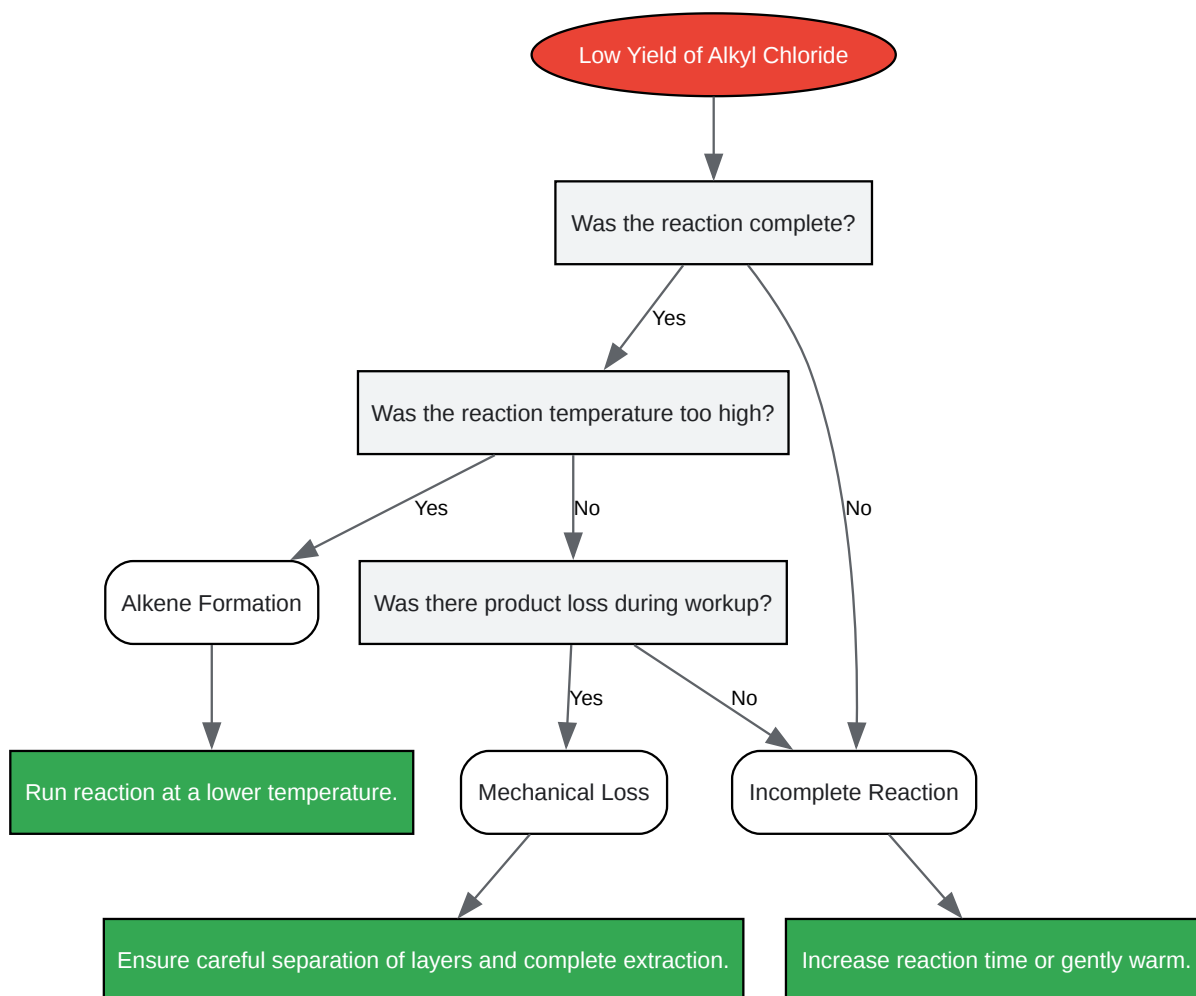 Low Yield of Alkyl Chloride
Was the reaction complete?
Yes
Was the reaction temperature too high?
Yes
No
No
Alkene Formation
Was there product loss during workup?
Yes
No
Run reaction at a lower temperature.
Mechanical Loss
Incomplete Reaction
Ensure careful separation of layers and complete extraction.
Increase reaction time or gently warm.